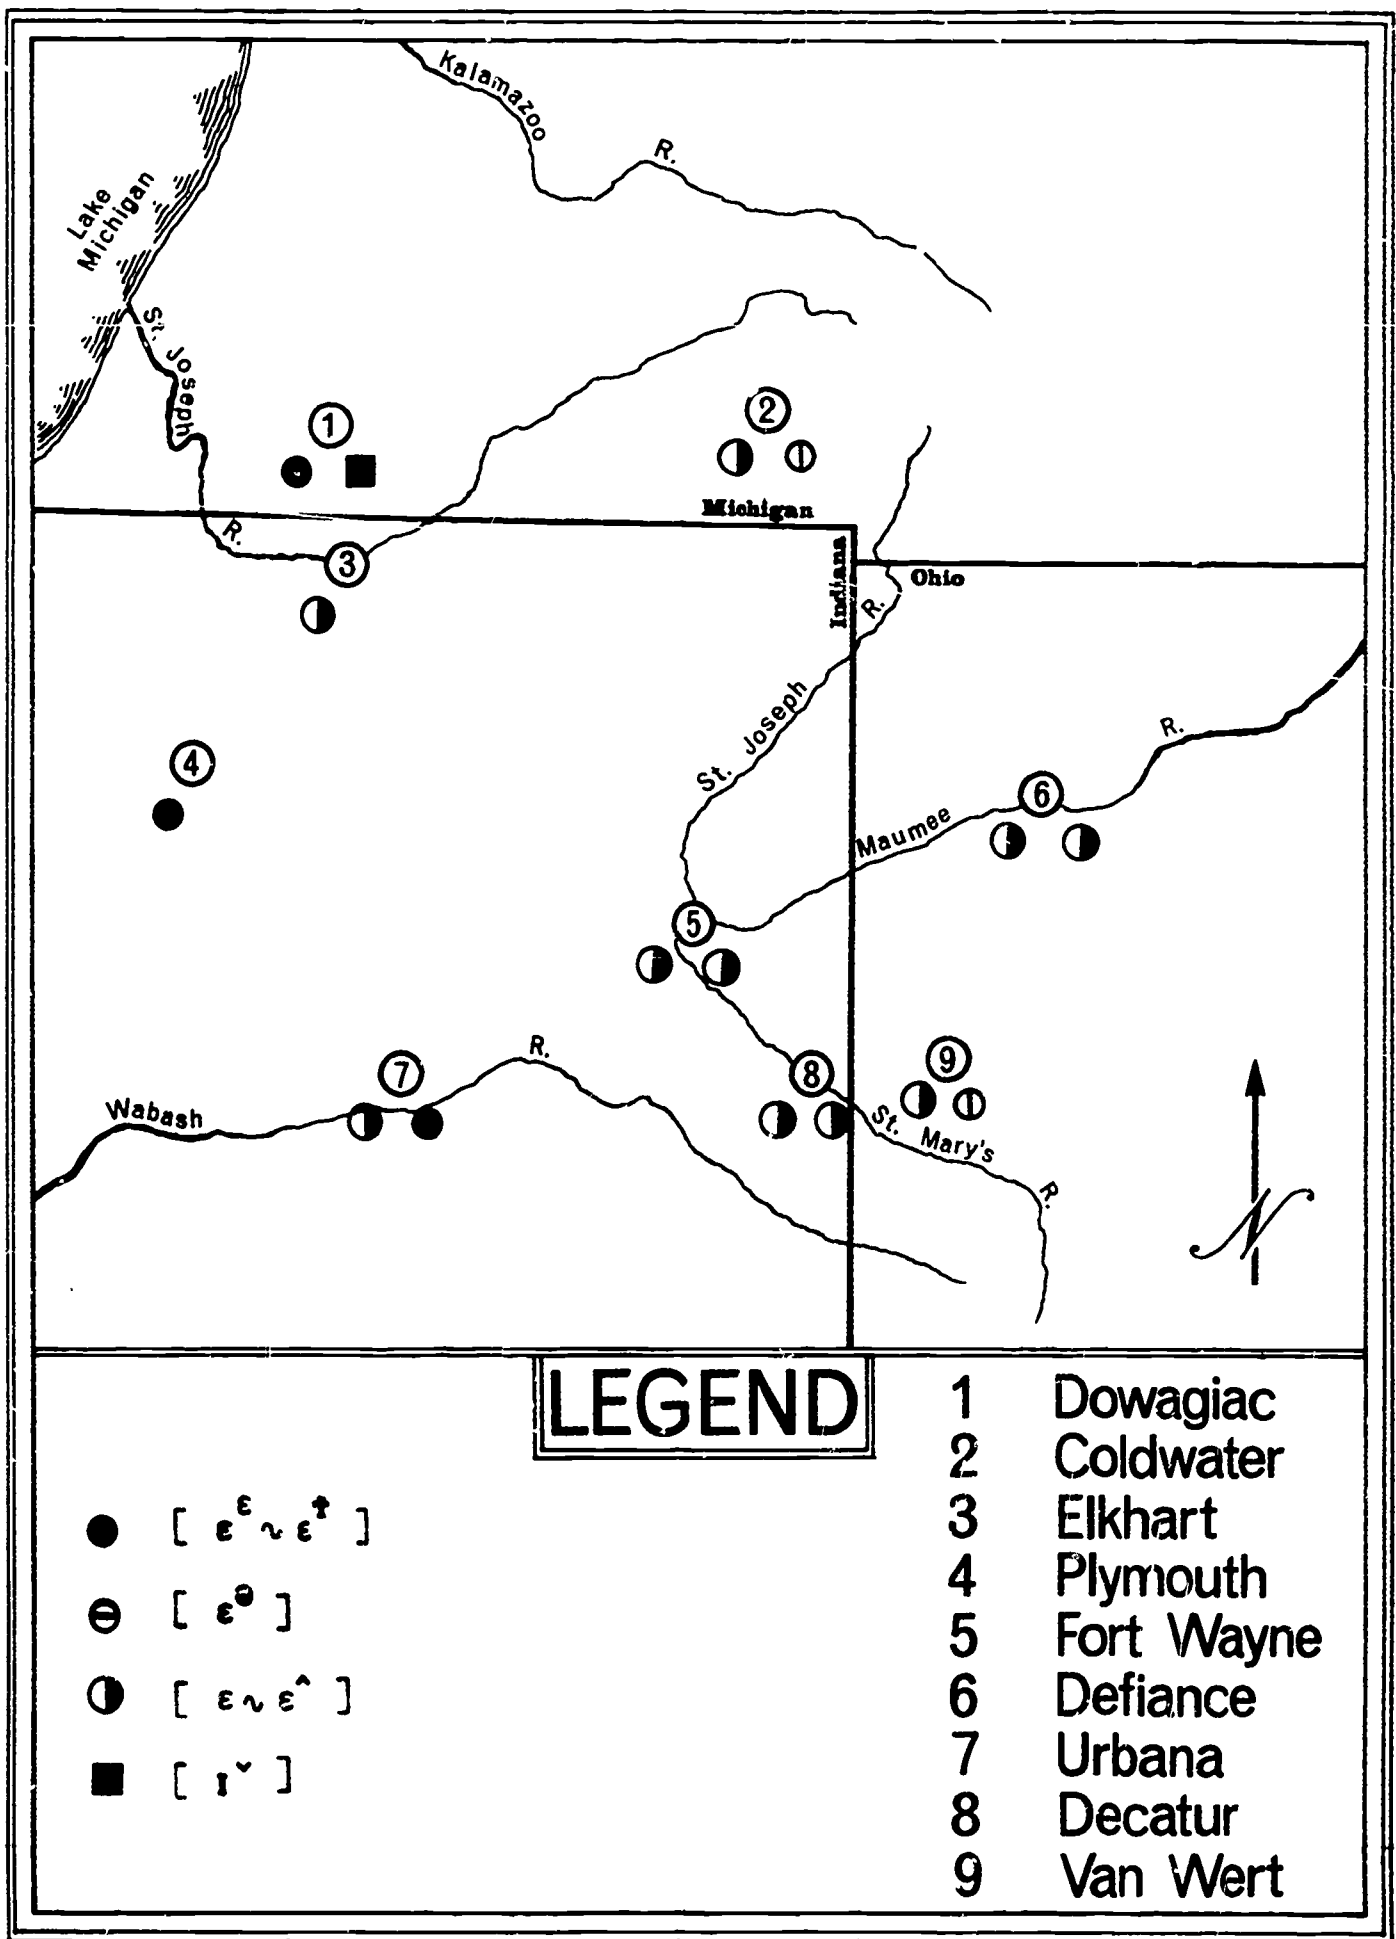 Kalamazoo R.
Lake
Michigan
St. Joseph R.
1
2
Michigan
3
Indiana
Ohio
St. Joseph R.
4
Maumee R.
6
5
Wabash R.
7
8
9
St. Mary's R.
N
LEGEND
[ ɛ ~ ɛ ]
[ ɛ ]
[ ɛ ~ ɛ^ ]
[ ɪˇ ]
1 Dowagiac
2 Coldwater
3 Elkhart
4 Plymouth
5 Fort Wayne
6 Defiance
7 Urbana
8 Decatur
9 Van Wert